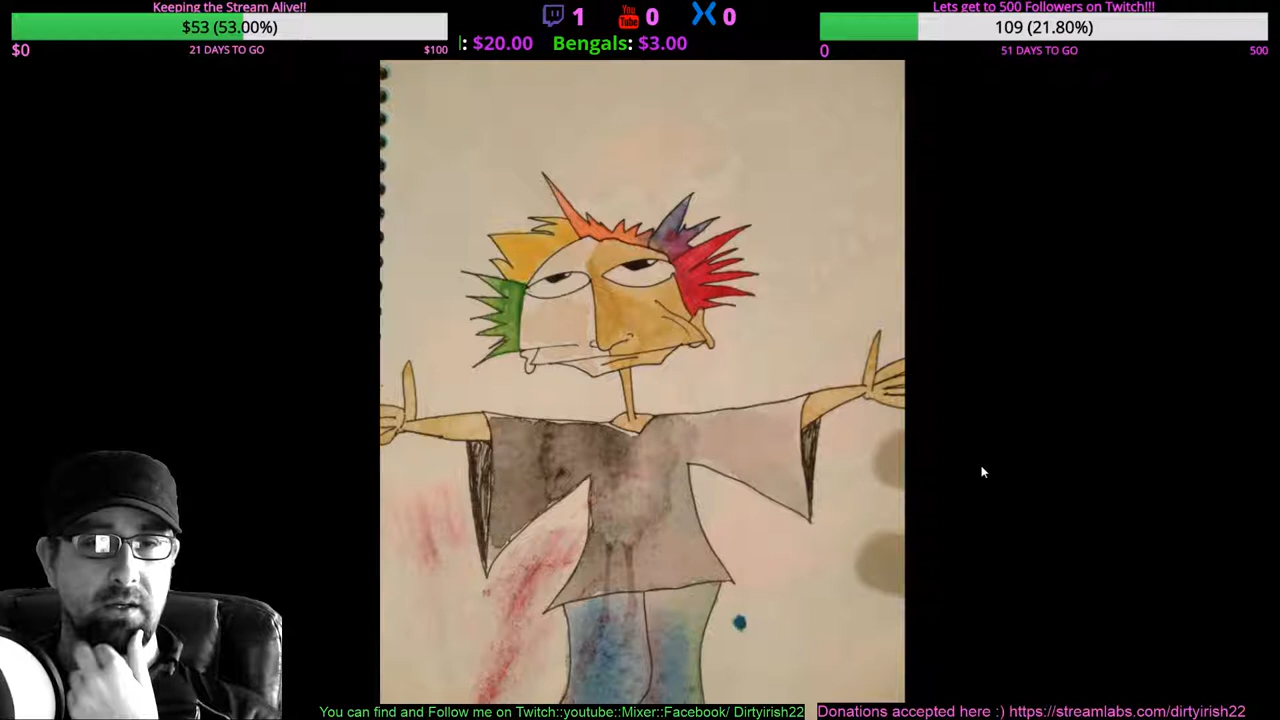 Keeping the Stream Alive!!
$53 (53.00%)
$0
21 DAYS TO GO
$100
1
You Tube
0
0
: $20.00 Bengals: $3.00
Lets get to 500 Followers on Twitch!!!
109 (21.80%)
0
51 DAYS TO GO
500
You can find and Follow me on Twitch::youtube::Mixer::Facebook/ Dirtyirish22
Donations accepted here :) https://streamlabs.com/dirtyirish22